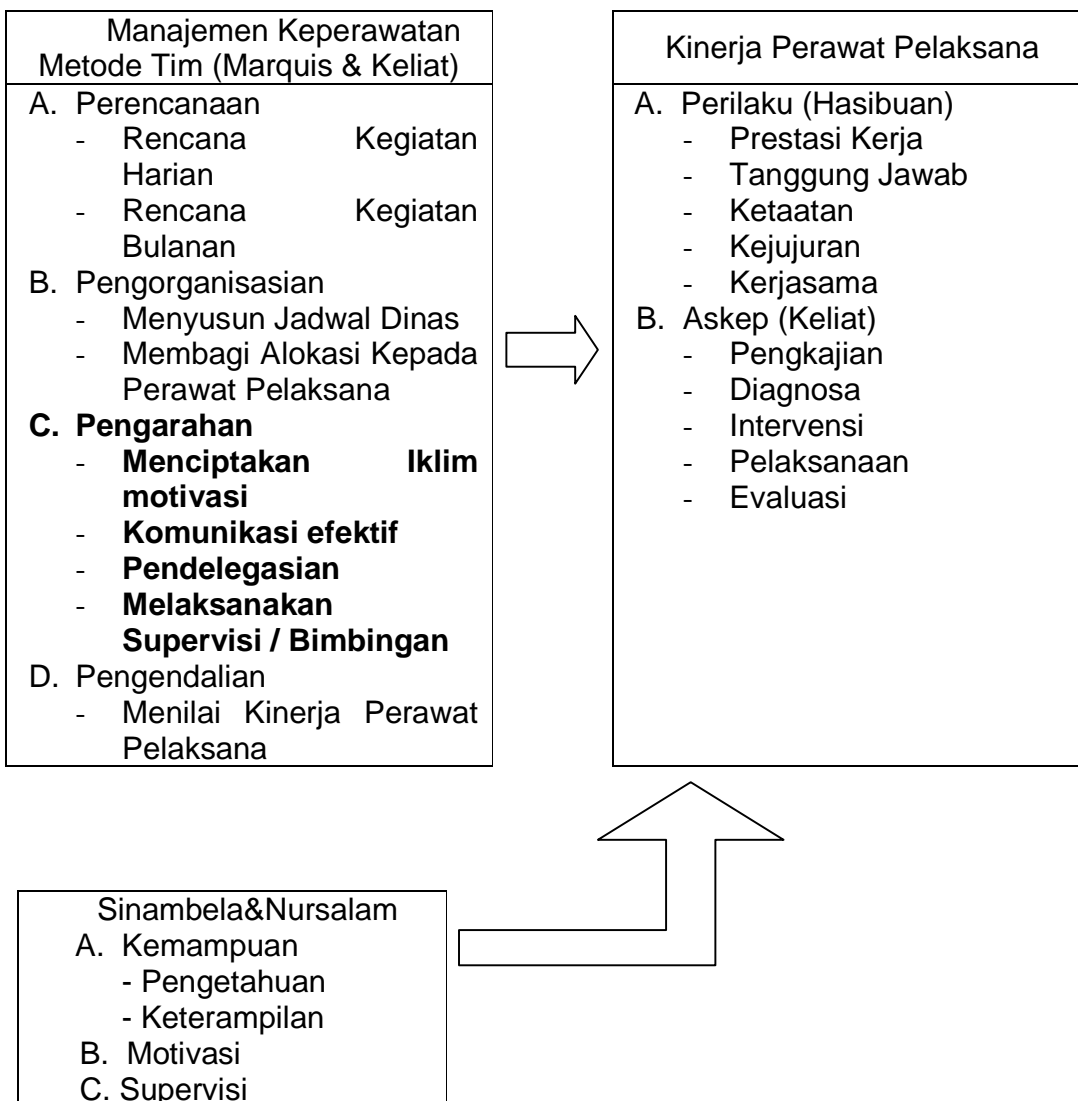 Manajemen Keperawatan
Metode Tim (Marquis & Keliat)
A. Perencanaan
- Rencana Kegiatan
Harian
- Rencana Kegiatan
Bulanan
B. Pengorganisasian
- Menyusun Jadwal Dinas
- Membagi Alokasi Kepada
Perawat Pelaksana
C. Pengarahan
- Menciptakan Iklim
motivasi
- Komunikasi efektif
- Pendelegasian
- Melaksanakan
Supervisi / Bimbingan
D. Pengendalian
- Menilai Kinerja Perawat
Pelaksana
Kinerja Perawat Pelaksana
A. Perilaku (Hasibuan)
- Prestasi Kerja
- Tanggung Jawab
- Ketaatan
- Kejujuran
- Kerjasama
B. Askep (Keliat)
- Pengkajian
- Diagnosa
- Intervensi
- Pelaksanaan
- Evaluasi
Sinambela&Nursalam
A. Kemampuan
- Pengetahuan
- Keterampilan
B. Motivasi
C. Supervisi